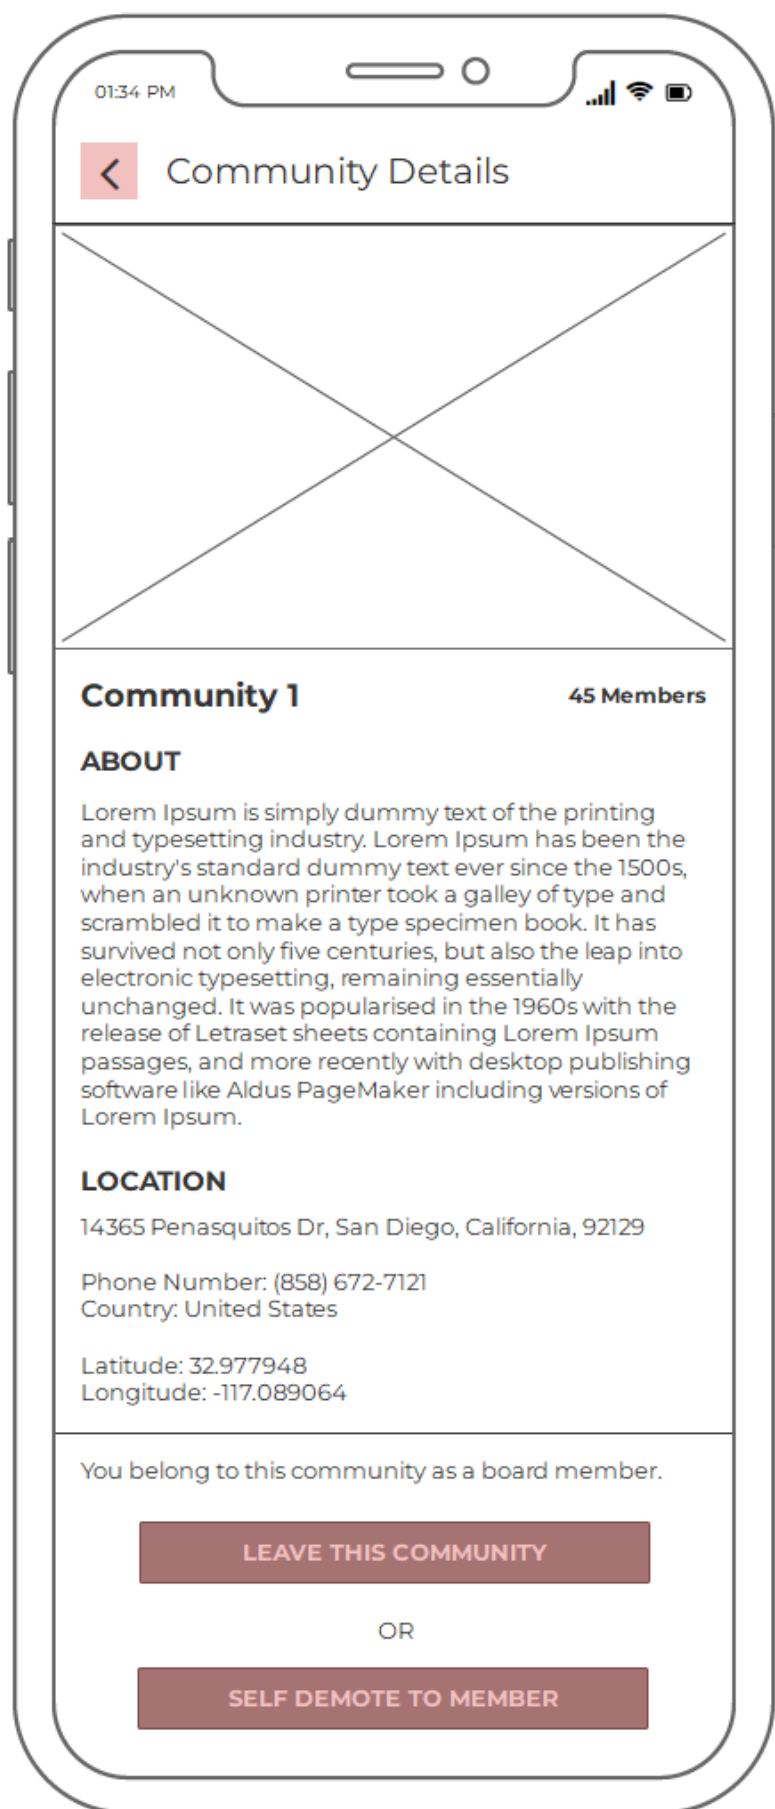 01:34 PM
Community Details
Community 1
45 Members
ABOUT
Lorem Ipsum is simply dummy text of the printing
and typesetting industry. Lorem Ipsum has been the
industry's standard dummy text ever since the 1500s,
when an unknown printer took a galley of type and
scrambled it to make a type specimen book. It has
survived not only five centuries, but also the leap into
electronic typesetting, remaining essentially
unchanged. It was popularised in the 1960s with the
release of Letraset sheets containing Lorem Ipsum
passages, and more recently with desktop publishing
software like Aldus PageMaker including versions of
Lorem Ipsum.
LOCATION
14365 Penasquitos Dr, San Diego, California, 92129
Phone Number: (858) 672-7121
Country: United States
Latitude: 32.977948
Longitude: -117.089064
You belong to this community as a board member.
LEAVE THIS COMMUNITY
OR
SELF DEMOTE TO MEMBER